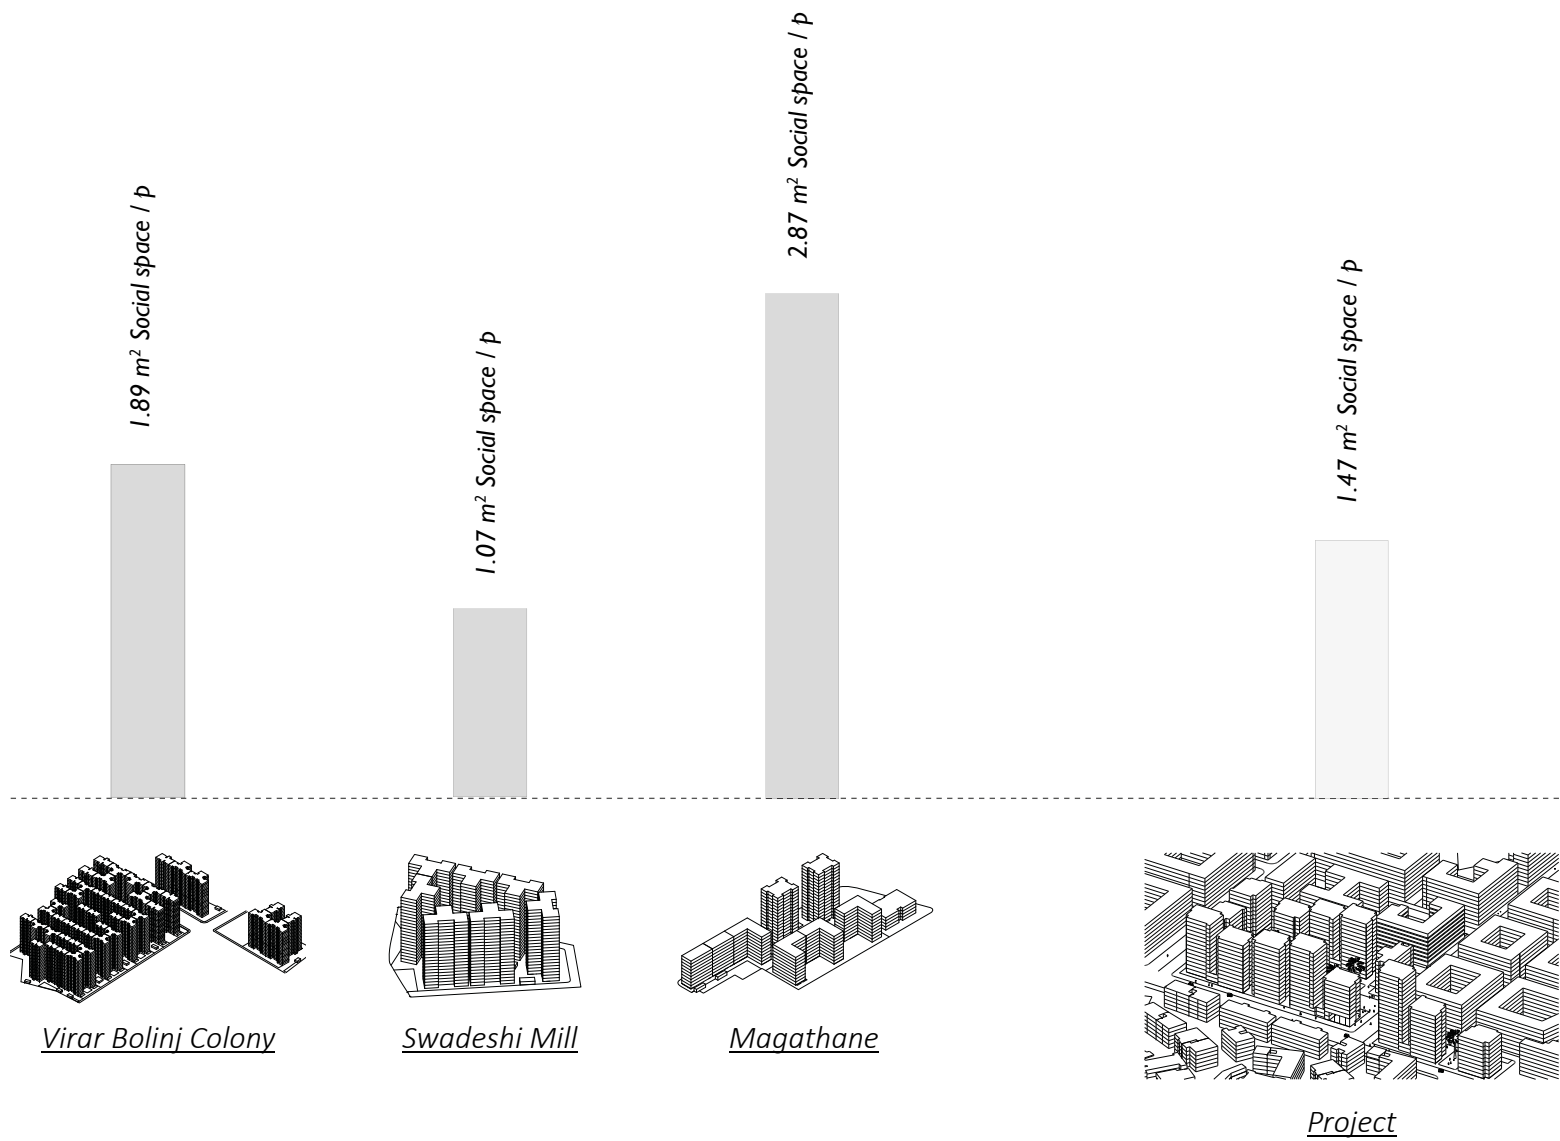 1.89 m² Social space / p
1.07 m² Social space / p
2.87 m² Social space / p
1.47 m² Social space / p
Virar Bolinj Colony
Swadeshi Mill
Magathane
Project